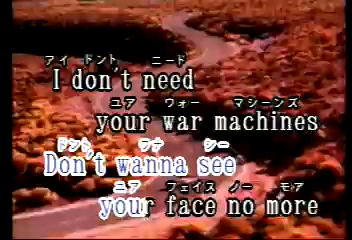 アイ ドント ニード
I don't need
ユア ウォー マシーンズ
your war machines
ドント ワナ シー
Don't wanna see
ユア フェイス ノー モア
your face no more